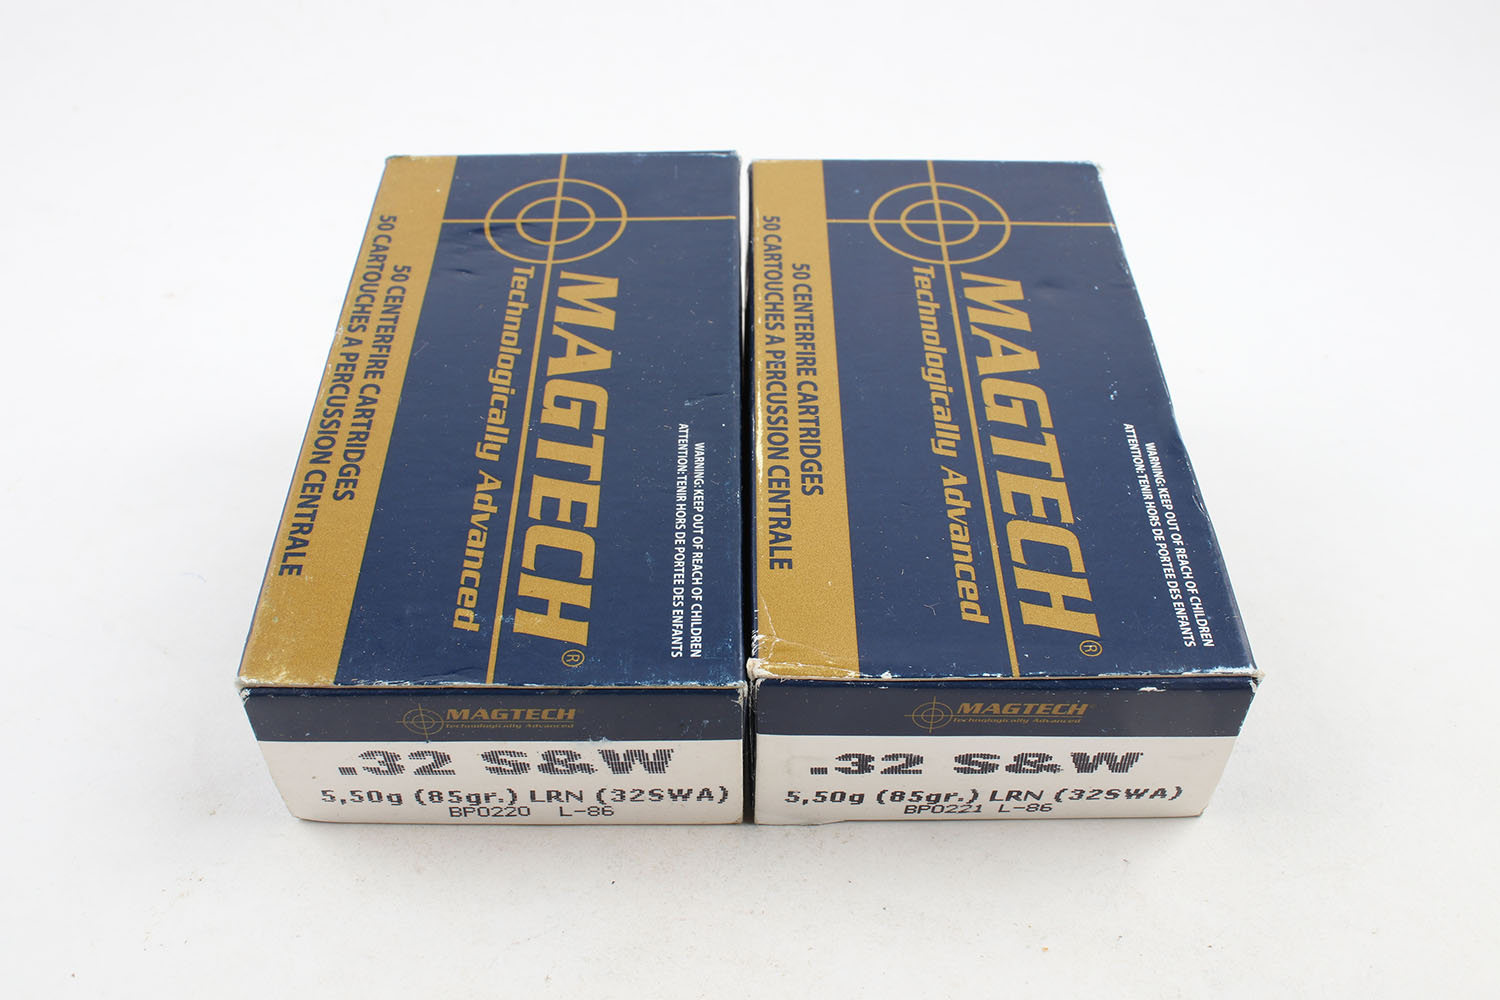 50 CENTERFIRE CARTRIDGES
50 CARTOUCHES A PERCUSSION CENTRALE
MAGTECH®
Technologically Advanced
WARNING: KEEP OUT OF REACH OF CHILDREN
ATTENTION: TENIR HORS DE PORTEE DES ENFANTS
MAGTECH®
Technologically Advanced
.32 S&W
5,50g (85gr.) LRN (32SWA)
BP0220 L-86
50 CENTERFIRE CARTRIDGES
50 CARTOUCHES A PERCUSSION CENTRALE
MAGTECH®
Technologically Advanced
WARNING: KEEP OUT OF REACH OF CHILDREN
ATTENTION: TENIR HORS DE PORTEE DES ENFANTS
MAGTECH®
Technologically Advanced
.32 S&W
5,50g (85gr.) LRN (32SWA)
BP0221 L-86